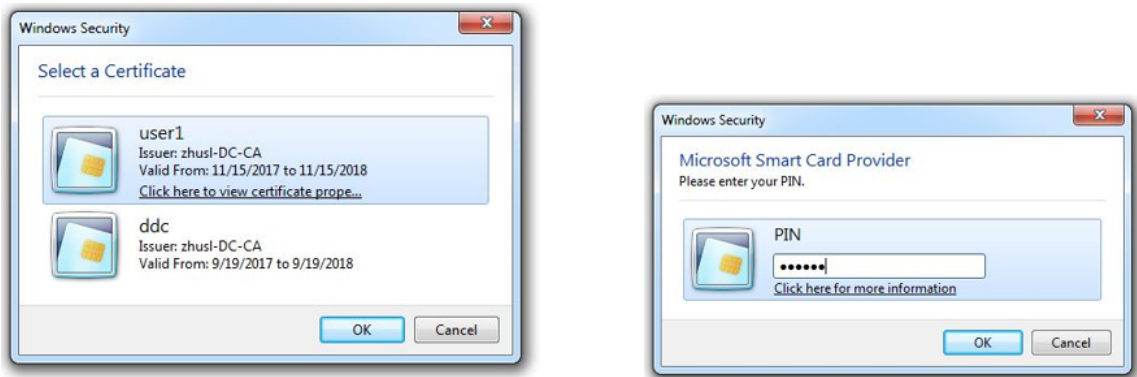 Windows Security
Select a Certificate
user1
Issuer: zhusl-DC-CA
Valid From: 11/15/2017 to 11/15/2018
Click here to view certificate prope...
ddc
Issuer: zhusl-DC-CA
Valid From: 9/19/2017 to 9/19/2018
OK
Cancel
Windows Security
Microsoft Smart Card Provider
Please enter your PIN.
PIN
••••••
Click here for more information
OK
Cancel